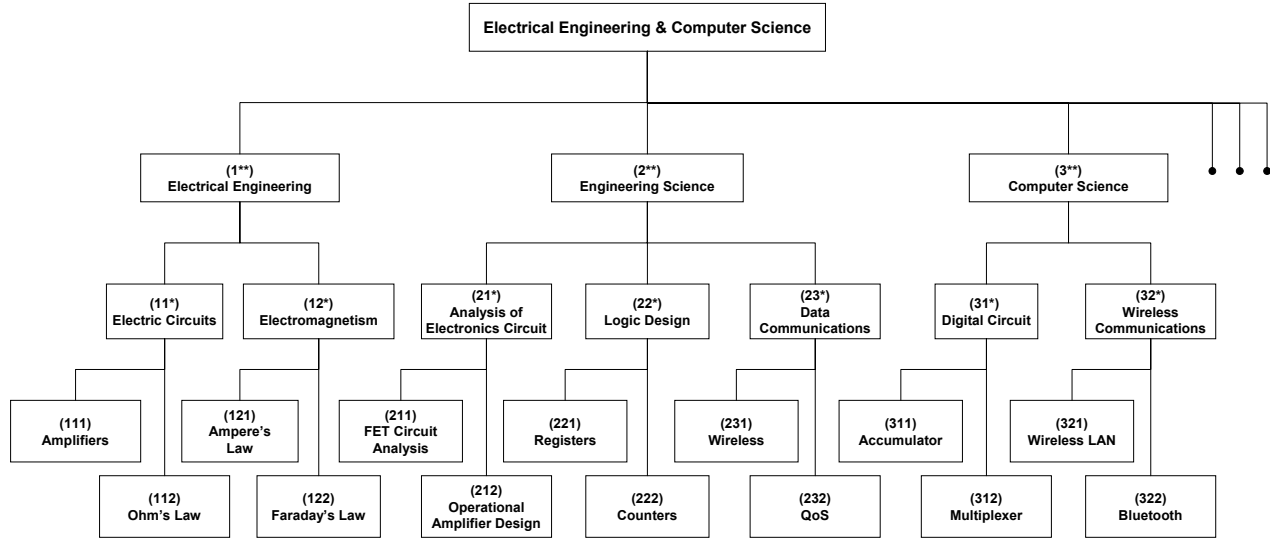 Electrical Engineering & Computer Science
(1**)
Electrical Engineering
(2**)
Engineering Science
(3**)
Computer Science
(11*)
Electric Circuits
(12*)
Electromagnetism
(21*)
Analysis of
Electronics Circuit
(22*)
Logic Design
(23*)
Data
Communications
(31*)
Digital Circuit
(32*)
Wireless
Communications
(111)
Amplifiers
(121)
Ampere's
Law
(211)
FET Circuit
Analysis
(221)
Registers
(231)
Wireless
(311)
Accumulator
(321)
Wireless LAN
(112)
Ohm's Law
(122)
Faraday's Law
(212)
Operational
Amplifier Design
(222)
Counters
(232)
QoS
(312)
Multiplexer
(322)
Bluetooth